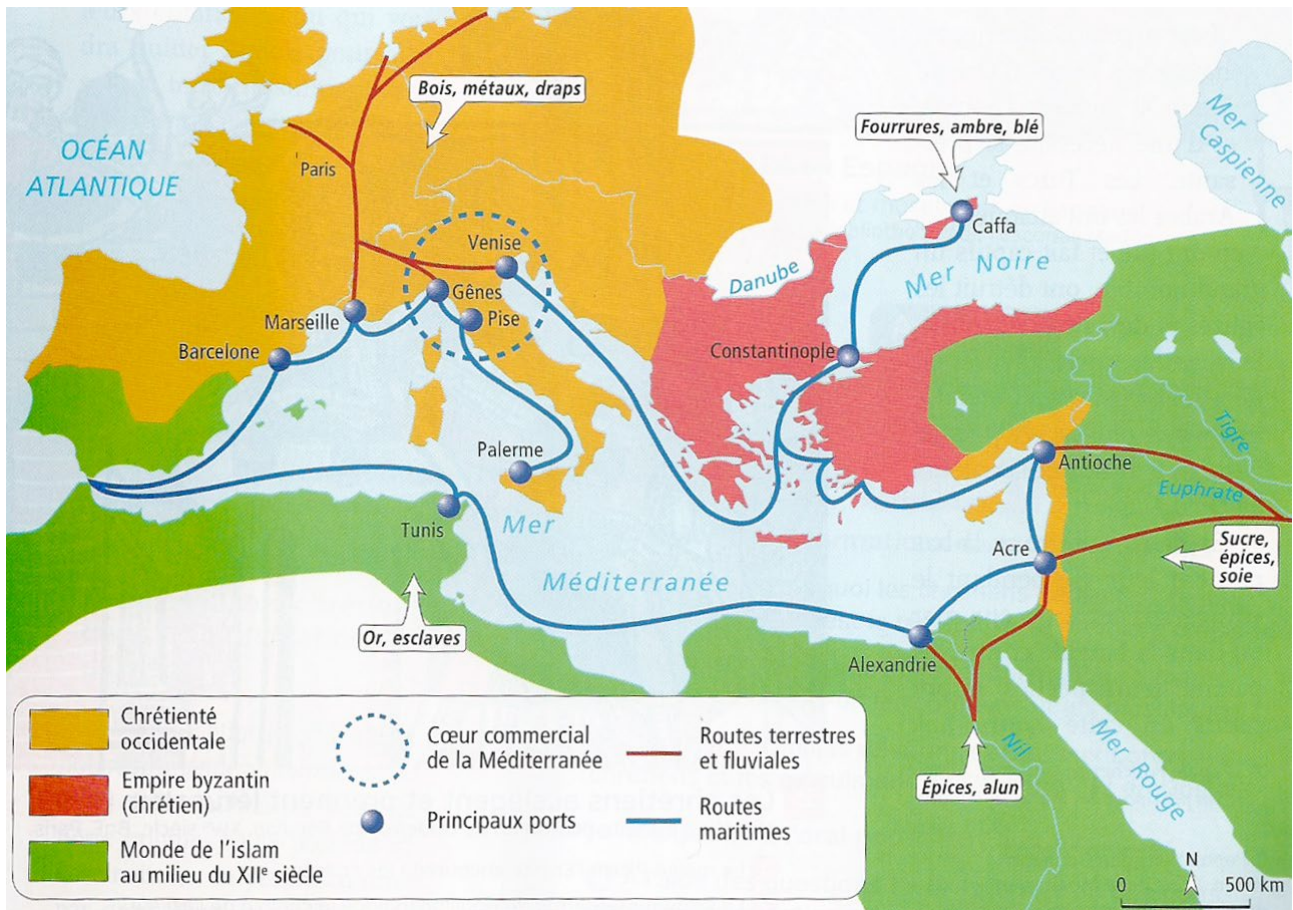 Bois, métaux, draps
Fourrures, ambre, blé
Mer
Caspienne
OCÉAN
ATLANTIQUE
Paris
Venise
Gênes
Pise
Marseille
Barcelone
Danube
Caffa
Mer Noire
Constantinople
Palerme
Tunis
Mer
Méditerranée
Antioche
Tigre
Euphrate
Acre
Sucre,
épices,
soie
Or, esclaves
Alexandrie
Nil
Mer Rouge
Épices, alun
Chrétienté
occidentale
Empire byzantin
(chrétien)
Monde de l'islam
au milieu du XIIe siècle
Cœur commercial
de la Méditerranée
Principaux ports
Routes terrestres
et fluviales
Routes
maritimes
N
0 500 km